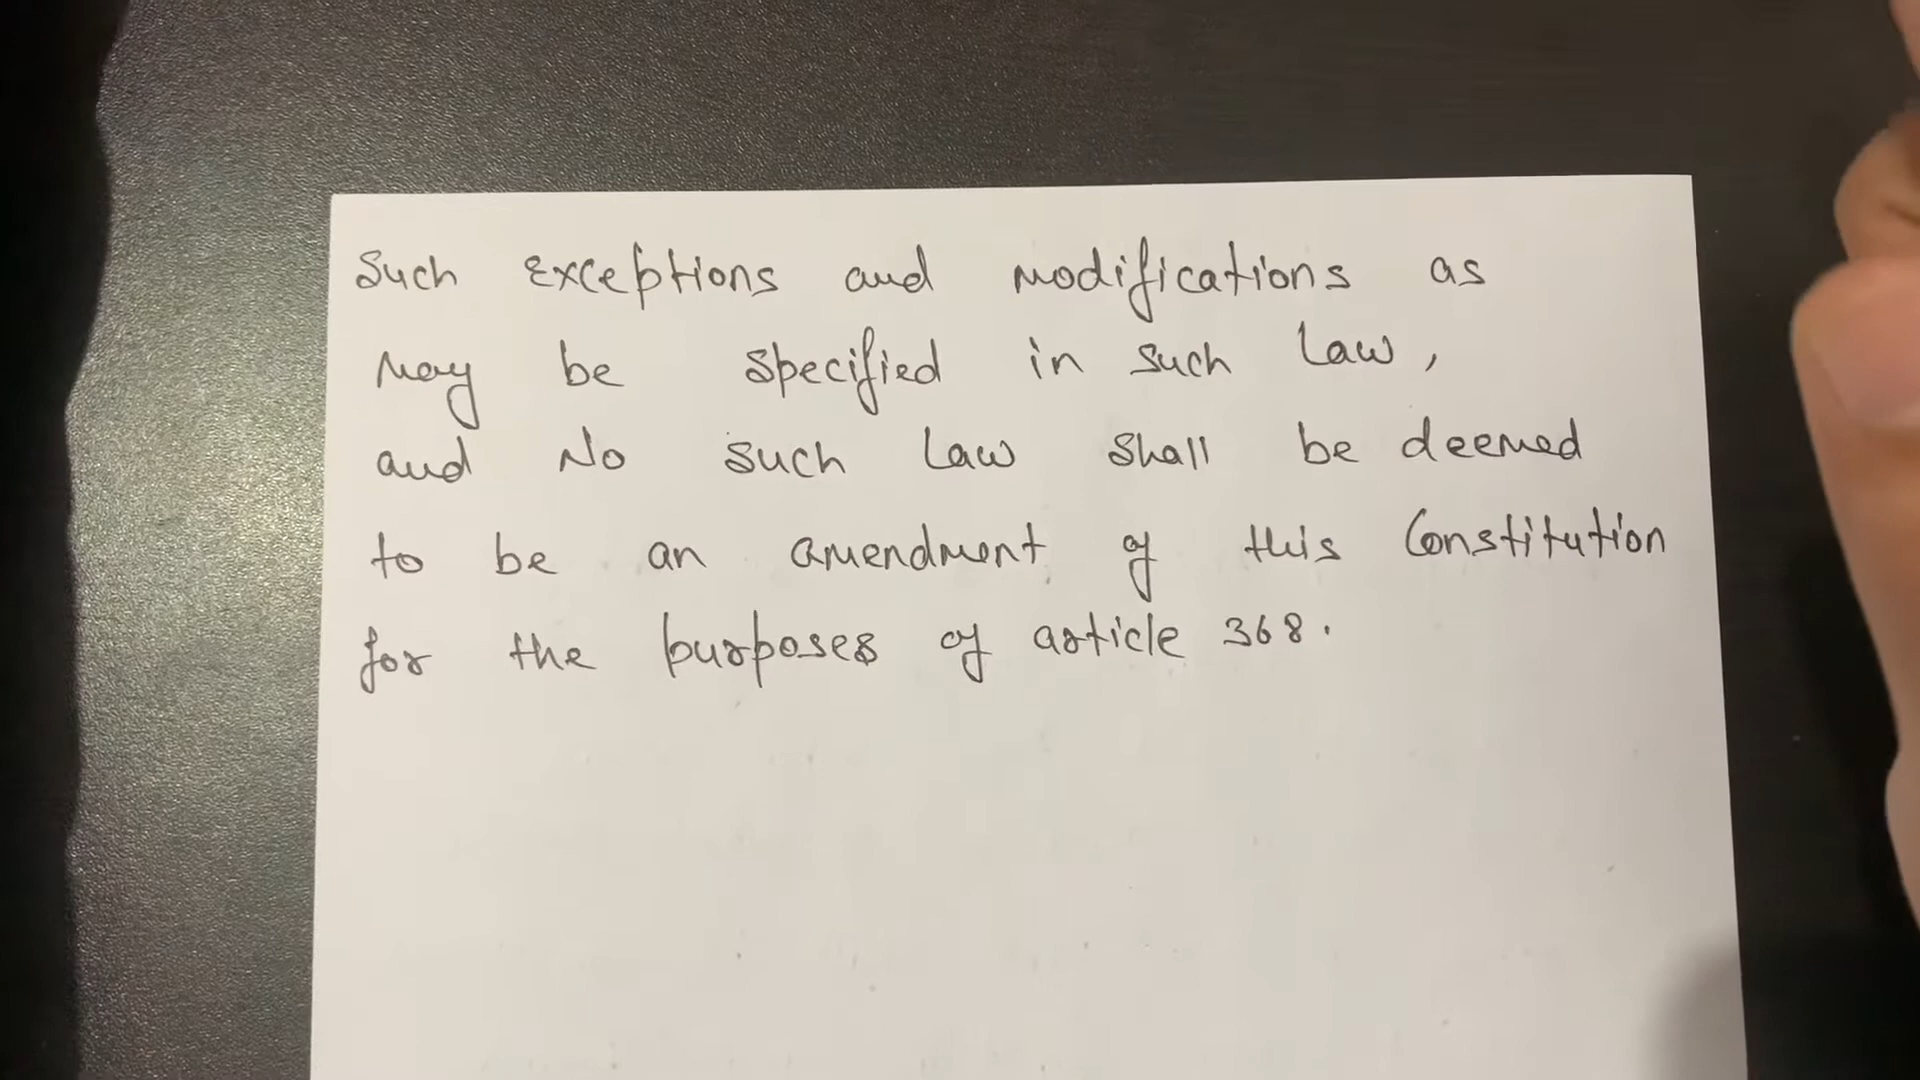 Such exceptions and modifications as
may be specified in such law,
and No such law shall be deemed
to be an amendment of this Constitution
for the purposes of article 368.